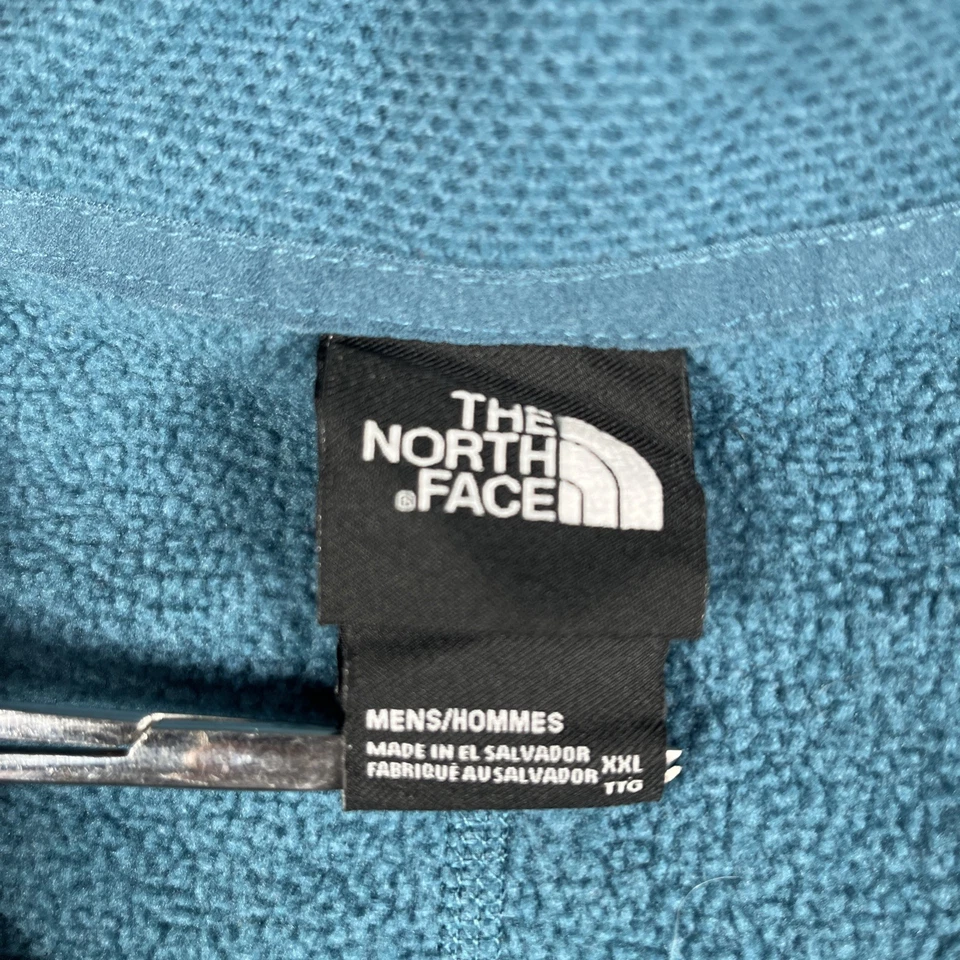 THE
NORTH
®FACE
MENS/HOMMES
MADE IN EL SALVADOR
FABRIQUÉ AU SALVADOR
XXL
TTG